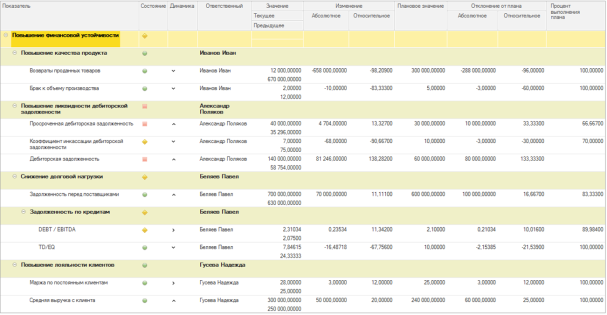 Показатель Состояние Динамика Ответственный Значение Изменение Плановое значение Отклонение от плана Процент выполнения плана
Текущее Абсолютное Относительное Абсолютное Относительное
Предыдущее
Повышение финансовой устойчивости
Повышение качества продукта Иванов Иван
Возвраты проданных товаров Иванов Иван 12 000,00000 -658 000,00000 -98,20900 300 000,00000 -288 000,00000 -96,00000 100,00000
670 000,00000
Брак к объему производства Иванов Иван 2,00000 -10,00000 -83,33300 5,00000 -3,00000 -60,00000 100,00000
12,00000
Повышение ликвидности дебиторской задолженности Александр Поляков
Просроченная дебиторская задолженность Александр Поляков 40 000,00000 4 704,00000 13,32700 30 000,00000 10 000,00000 33,33300 66,66700
35 296,00000
Коэффициент инкассации дебиторской задолженности Александр Поляков 7,00000 -68,00000 -90,66700 10,00000 -3,00000 -30,00000 70,00000
75,00000
Дебиторская задолженность Александр Поляков 140 000,00000 81 246,00000 138,28200 60 000,00000 80 000,00000 133,33300
58 754,00000
Снижение долговой нагрузки Беляев Павел
Задолженность перед поставщиками Беляев Павел 700 000,00000 70 000,00000 11,11100 600 000,00000 100 000,00000 16,66700 83,33300
630 000,00000
Задолженность по кредитам Беляев Павел
DEBT / EBITDA Беляев Павел 2,31034 0,23534 11,34200 2,10000 0,21034 10,01600 89,98400
2,07500
TD/EQ Беляев Павел 7,84615 -16,48718 -67,75600 10,00000 -2,15385 -21,53900 100,00000
24,33333
Повышение лояльности клиентов Гусева Надежда
Маржа по постоянным клиентам Гусева Надежда 28,00000 3,00000 12,00000 25,00000 3,00000 12,00000 100,00000
25,00000
Средняя выручка с клиента Гусева Надежда 300 000,00000 50 000,00000 20,00000 240 000,00000 60 000,00000 25,00000 100,00000
250 000,00000